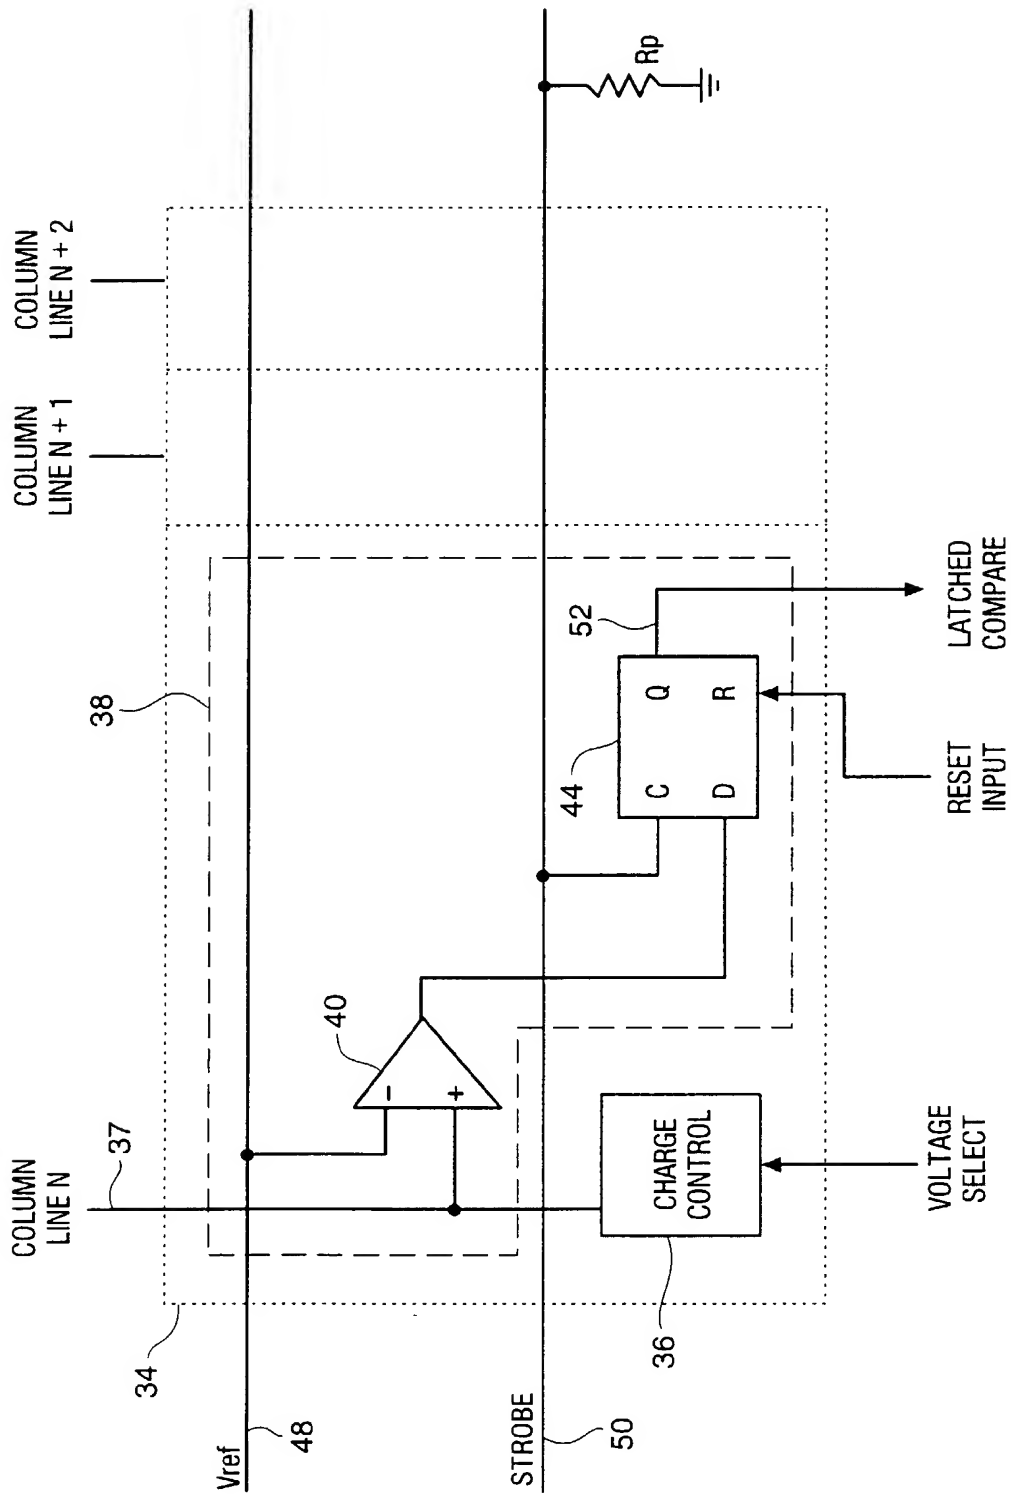 COLUMN
LINE N
37
COLUMN
LINE N + 1
COLUMN
LINE N + 2
34
38
Vref
48
40
−
+
STROBE
50
Rp
44
C
Q
D
R
52
CHARGE
CONTROL
36
VOLTAGE
SELECT
RESET
INPUT
LATCHED
COMPARE